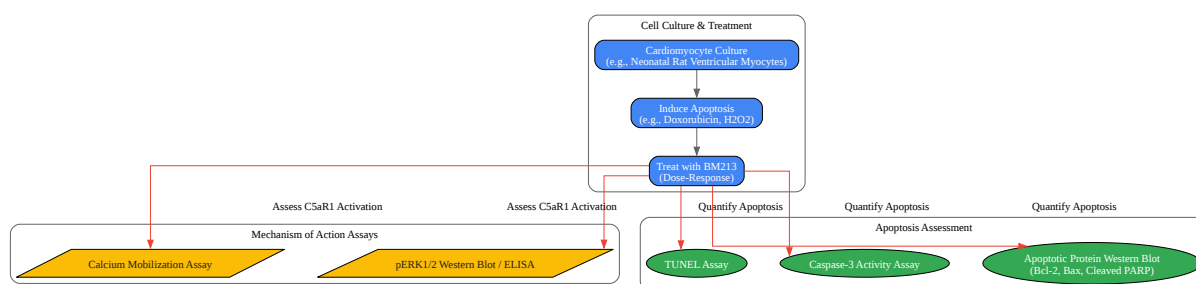 Cell Culture & Treatment
Cardiomyocyte Culture
(e.g., Neonatal Rat Ventricular Myocytes)
Induce Apoptosis
(e.g., Doxorubicin, H2O2)
Treat with BM213
(Dose-Response)
Assess C5aR1 Activation
Assess C5aR1 Activation
Quantify Apoptosis
Quantify Apoptosis
Quantify Apoptosis
Mechanism of Action Assays
Calcium Mobilization Assay
pERK1/2 Western Blot / ELISA
Apoptosis Assessment
TUNEL Assay
Caspase-3 Activity Assay
Apoptotic Protein Western Blot
(Bcl-2, Bax, Cleaved PARP)